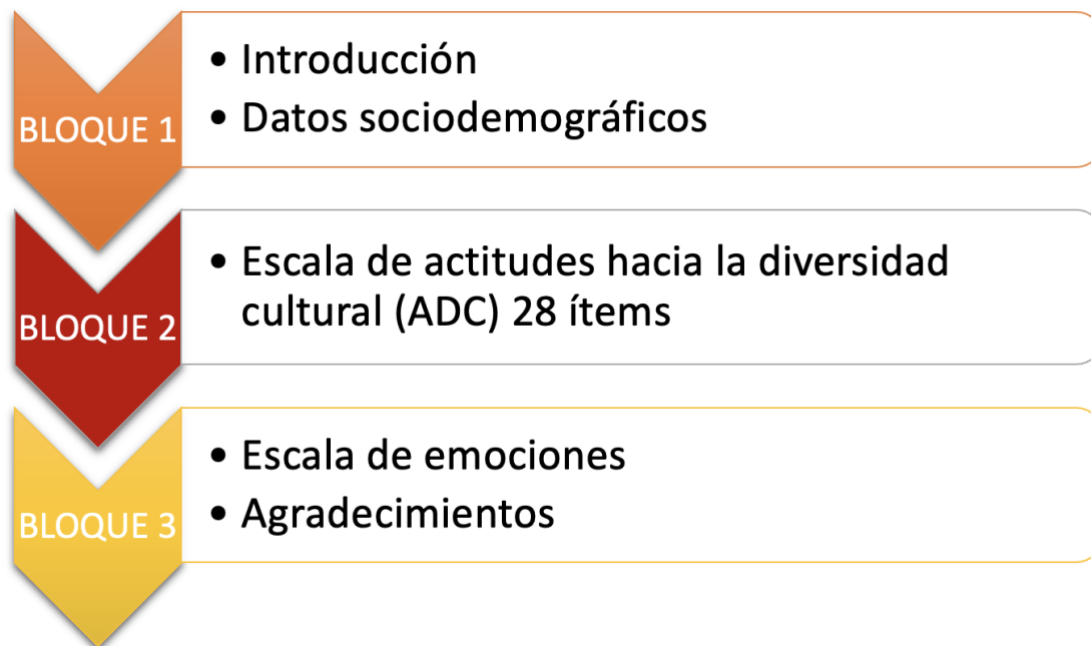 BLOQUE 1
• Introducción
• Datos sociodemográficos
BLOQUE 2
• Escala de actitudes hacia la diversidad
cultural (ADC) 28 ítems
BLOQUE 3
• Escala de emociones
• Agradecimientos